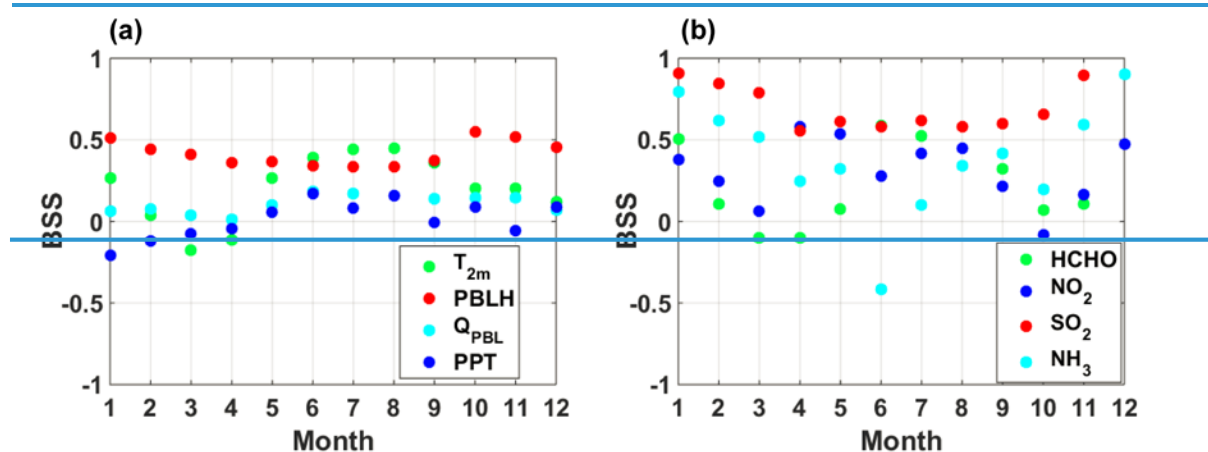 (a)
(b)
1
0.5
0
-0.5
-1
BSS
1 2 3 4 5 6 7 8 9 10 11 12
Month
T2m
PBLH
QPBL
PPT
1
0.5
0
-0.5
-1
BSS
1 2 3 4 5 6 7 8 9 10 11 12
Month
HCHO
NO2
SO2
NH3